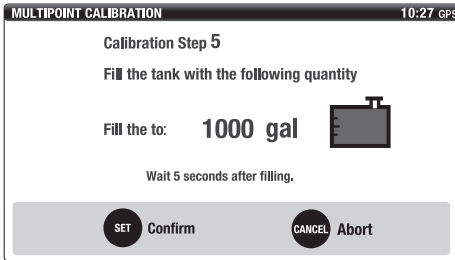 MULTIPOINT CALIBRATION 10:27 GPS
Calibration Step 5
Fill the tank with the following quantity
Fill the to: 1000 gal
Wait 5 seconds after filling.
SET Confirm CANCEL Abort